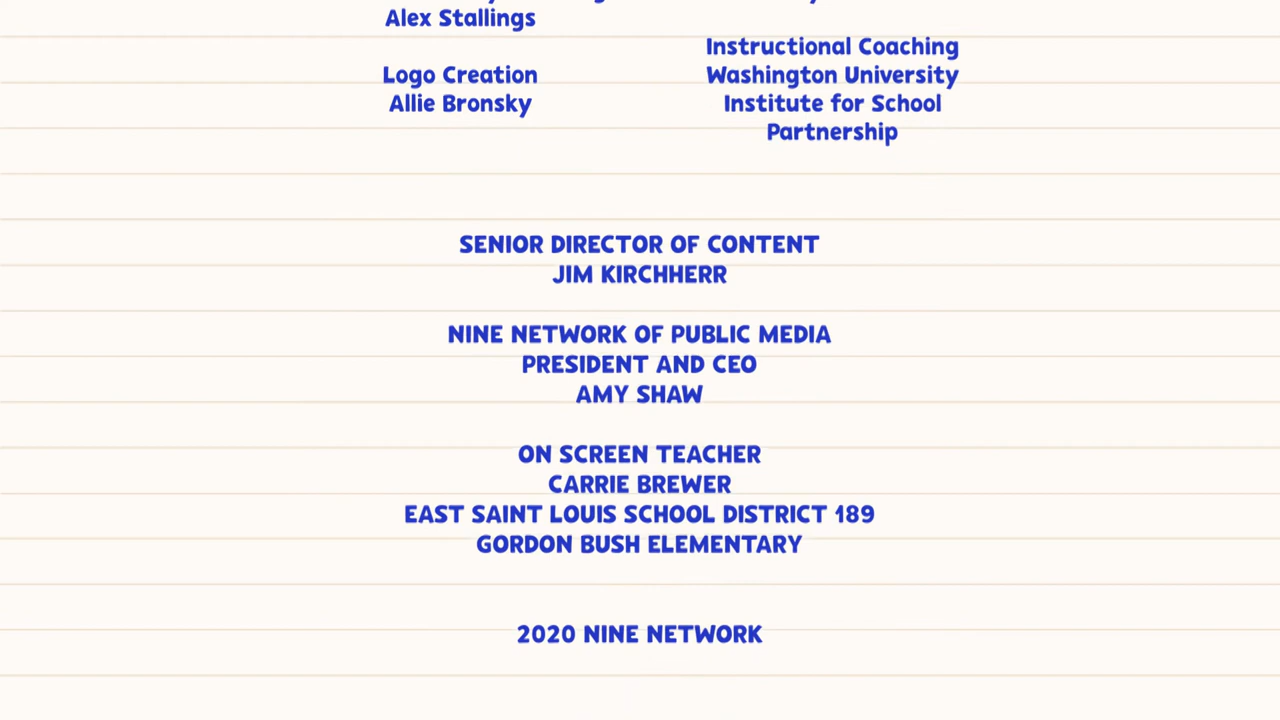 Alex Stallings
Logo Creation
Allie Bronsky
Instructional Coaching
Washington University
Institute for School
Partnership
SENIOR DIRECTOR OF CONTENT
JIM KIRCHHERR
NINE NETWORK OF PUBLIC MEDIA
PRESIDENT AND CEO
AMY SHAW
ON SCREEN TEACHER
CARRIE BREWER
EAST SAINT LOUIS SCHOOL DISTRICT 189
GORDON BUSH ELEMENTARY
2020 NINE NETWORK